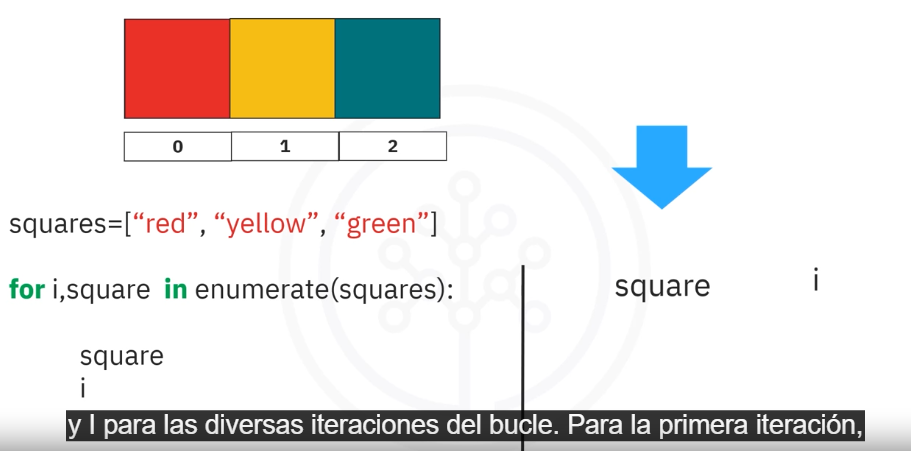 0 1 2
squares=[“red”, “yellow”, “green”]
for i,square in enumerate(squares):
square i
square
i
y I para las diversas iteraciones del bucle. Para la primera iteración,